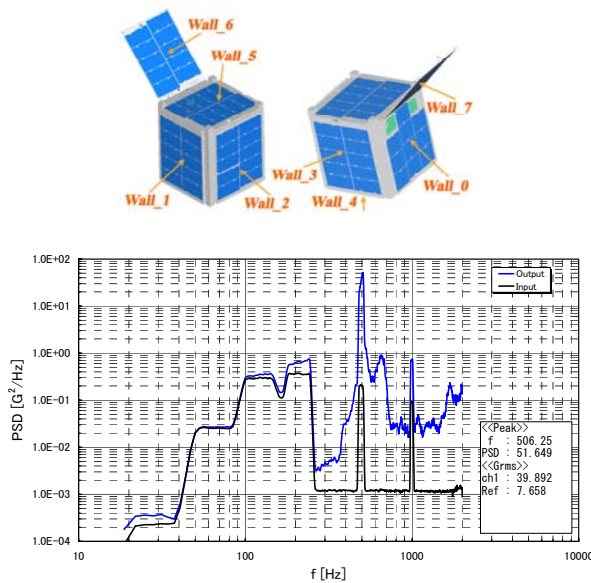 Wall_6
Wall_5
Wall_7
Wall_3
Wall_1
Wall_2
Wall_0
Wall_4
1.0E+02
Output
Input
1.0E+01
1.0E+00
PSD [G²/Hz]
1.0E-01
1.0E-02
<<Peak>>
f : 506.25
PSD : 51.649
<<Grms>>
ch1 : 39.892
Ref : 7.658
1.0E-03
1.0E-04
10 100 1000 10000
f [Hz]